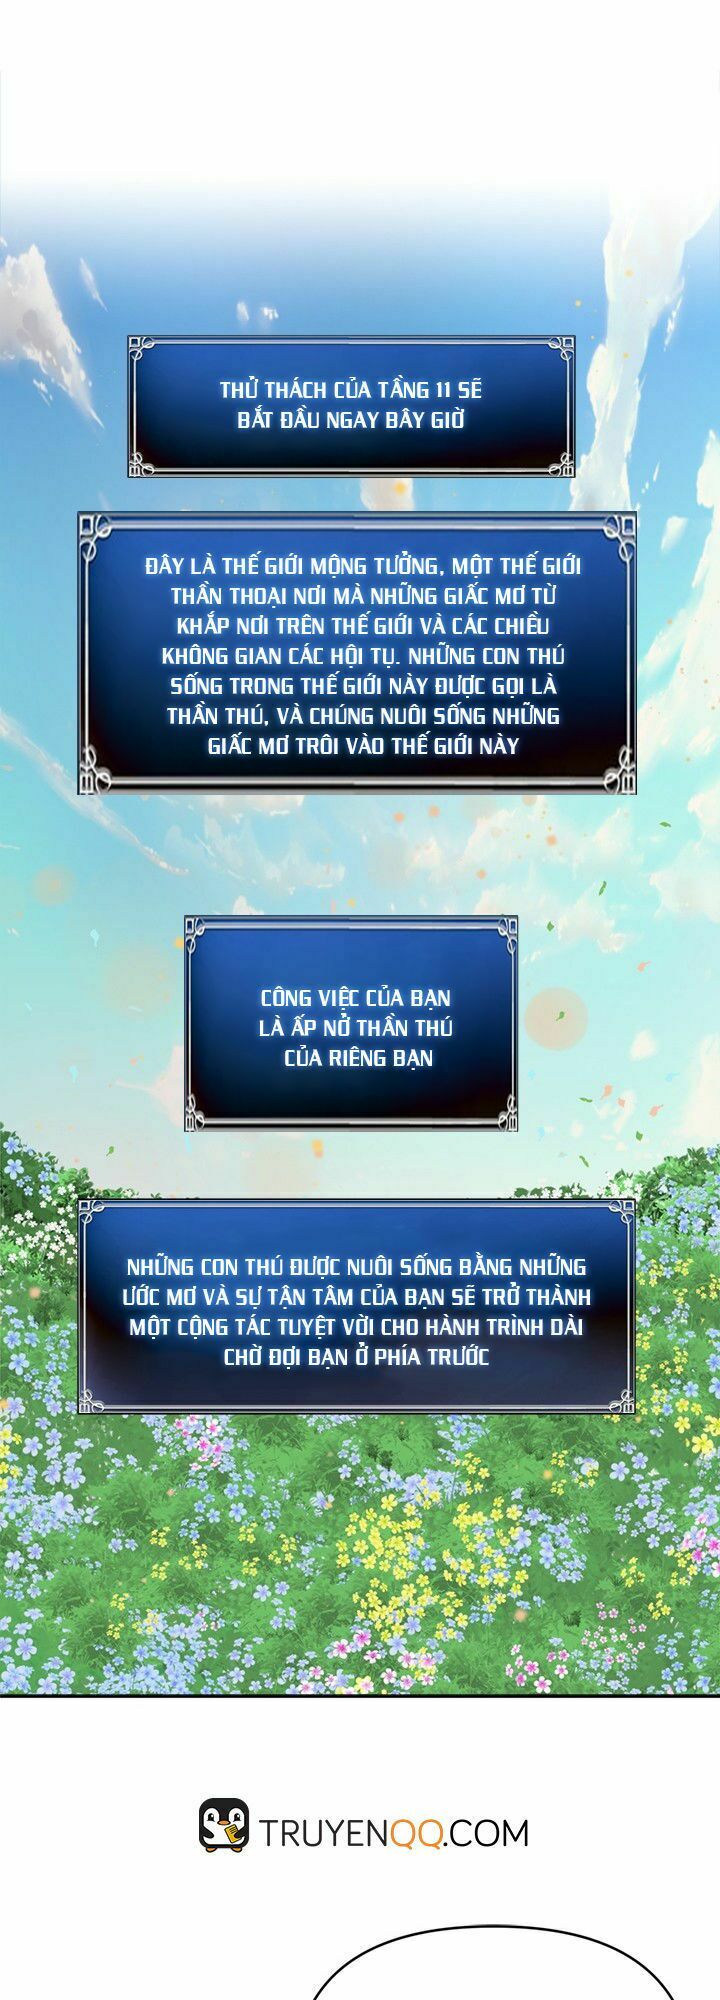 THỬ THÁCH CỦA TẦNG 11 SẼ
BẮT ĐẦU NGAY BÂY GIỜ
ĐÂY LÀ THẾ GIỚI MỘNG TƯỞNG, MỘT THẾ GIỚI
THẦN THOẠI NƠI MÀ NHỮNG GIẤC MƠ TỪ
KHẮP NƠI TRÊN THẾ GIỚI VÀ CÁC CHIỀU
KHÔNG GIAN CÁC HỘI TỤ. NHỮNG CON THÚ
SỐNG TRONG THẾ GIỚI NÀY ĐƯỢC GỌI LÀ
THẦN THÚ, VÀ CHÚNG NUÔI SỐNG NHỮNG
GIẤC MƠ TRÔI VÀO THẾ GIỚI NÀY
CÔNG VIỆC CỦA BẠN
LÀ ẤP NỞ THẦN THÚ
CỦA RIÊNG BẠN
NHỮNG CON THÚ ĐƯỢC NUÔI SỐNG BẰNG NHỮNG
ƯỚC MƠ VÀ SỰ TẬN TÂM CỦA BẠN SẼ TRỞ THÀNH
MỘT CỘNG TÁC TUYỆT VỜI CHO HÀNH TRÌNH DÀI
CHỜ ĐỢI BẠN Ở PHÍA TRƯỚC
TRUYENQQ.COM